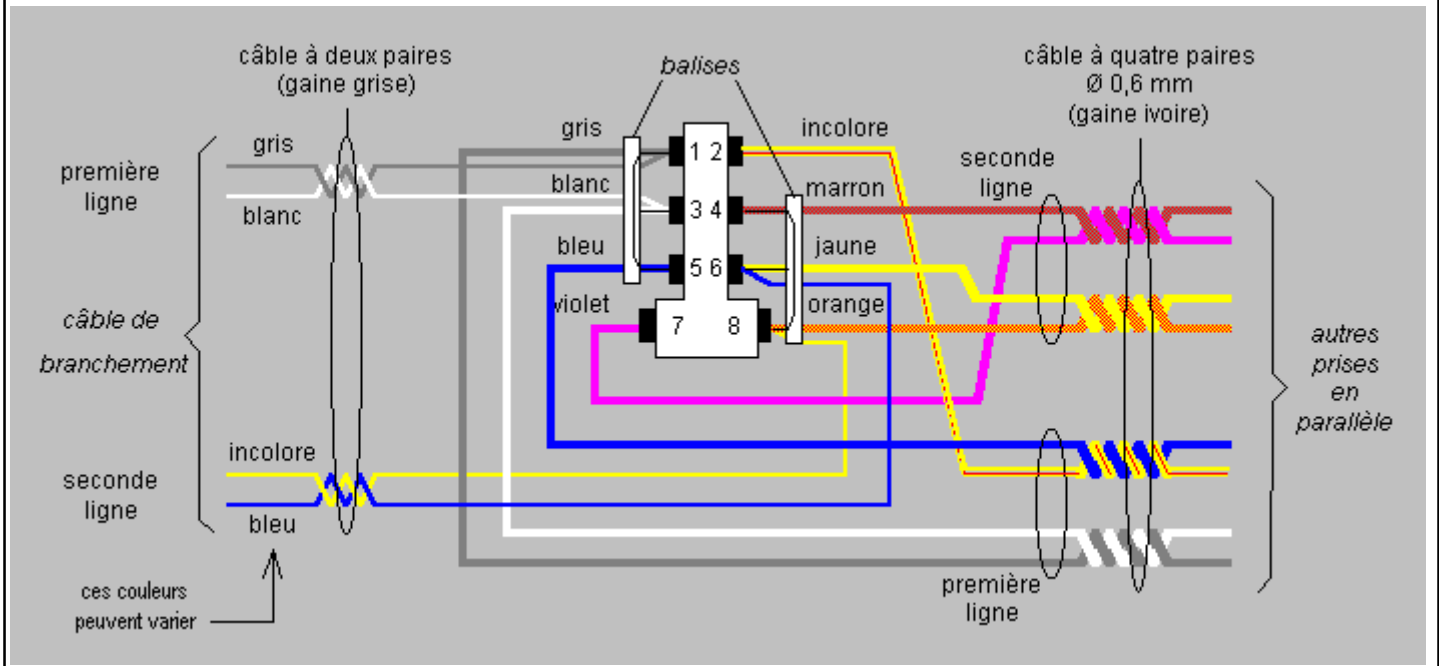 câble à deux paires
(gaine grise)
balises
câble à quatre paires
Ø 0,6 mm
(gaine ivoire)
première
ligne
gris
blanc
câble de
branchement
seconde
ligne
incolore
bleu
ces couleurs
peuvent varier
gris
blanc
bleu
violet
1 2
3 4
5 6
7 8
incolore
marron
jaune
orange
seconde
ligne
première
ligne
autres
prises
en
parallèle